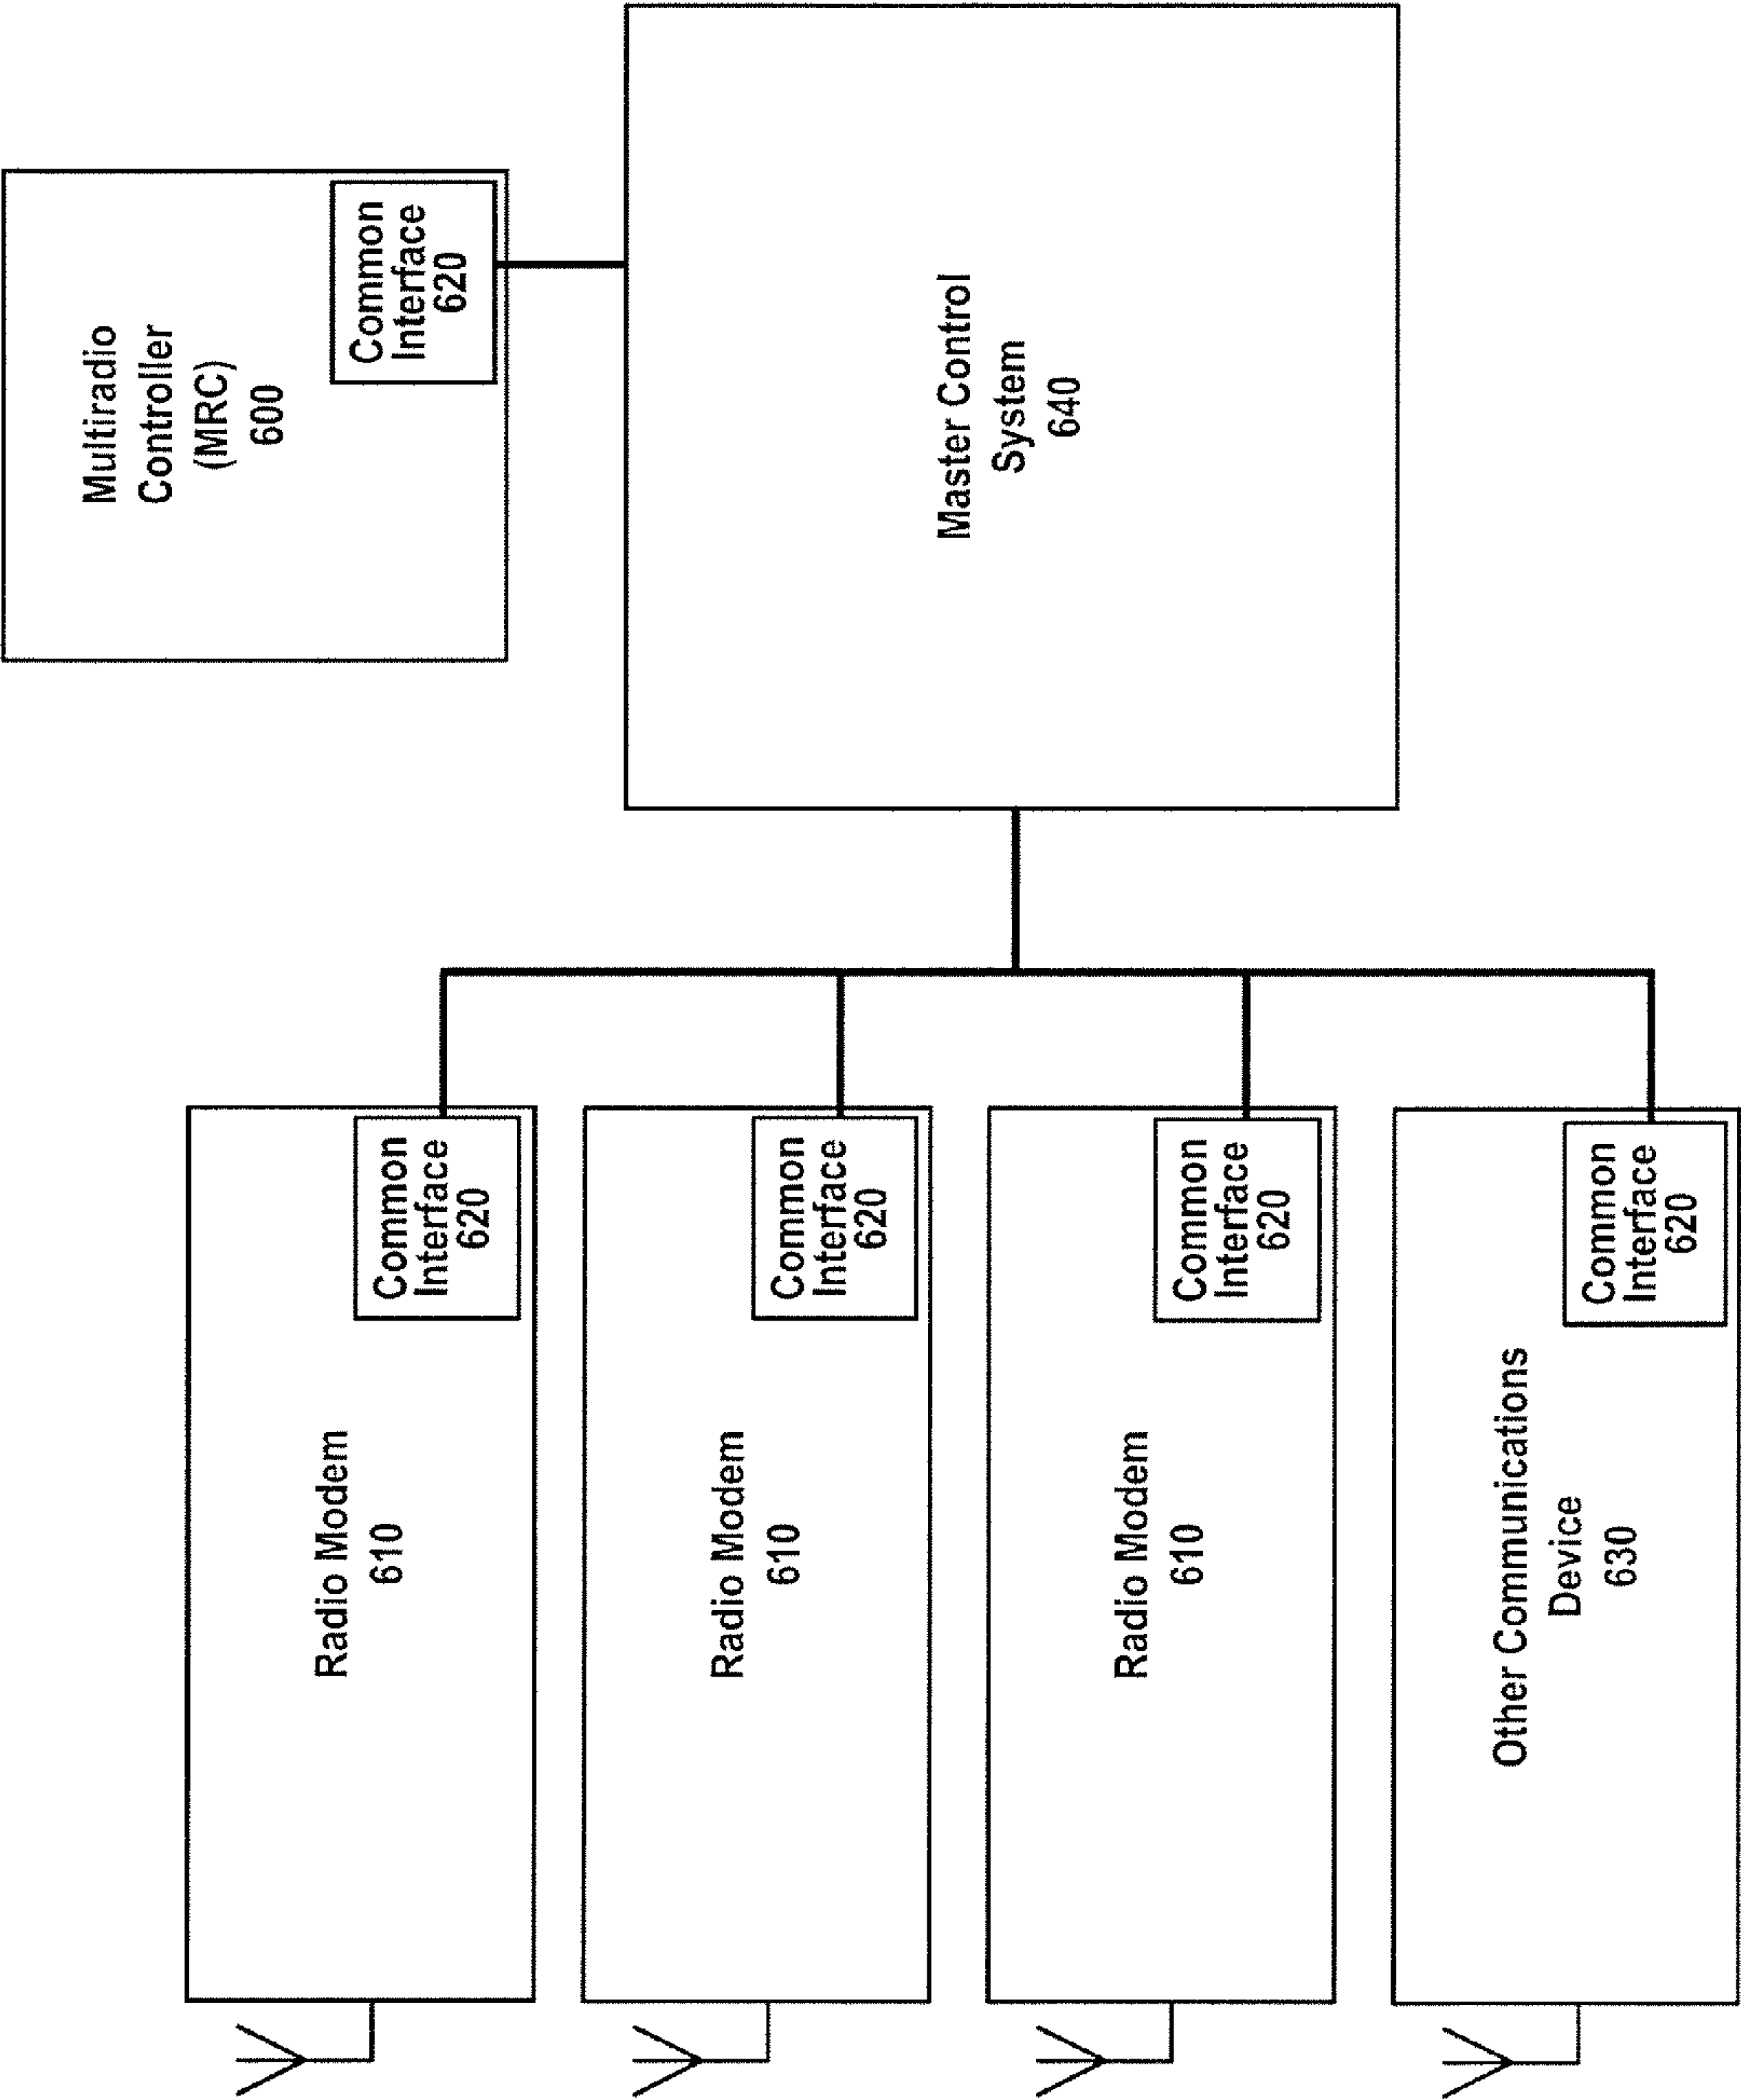 Multiradio
Controller
(MRC)
600
Common
Interface
620
Radio Modem
610
Common
Interface
620
Radio Modem
610
Common
Interface
620
Master Control
System
640
Radio Modem
610
Common
Interface
620
Other Communications
Device
630
Common
Interface
620